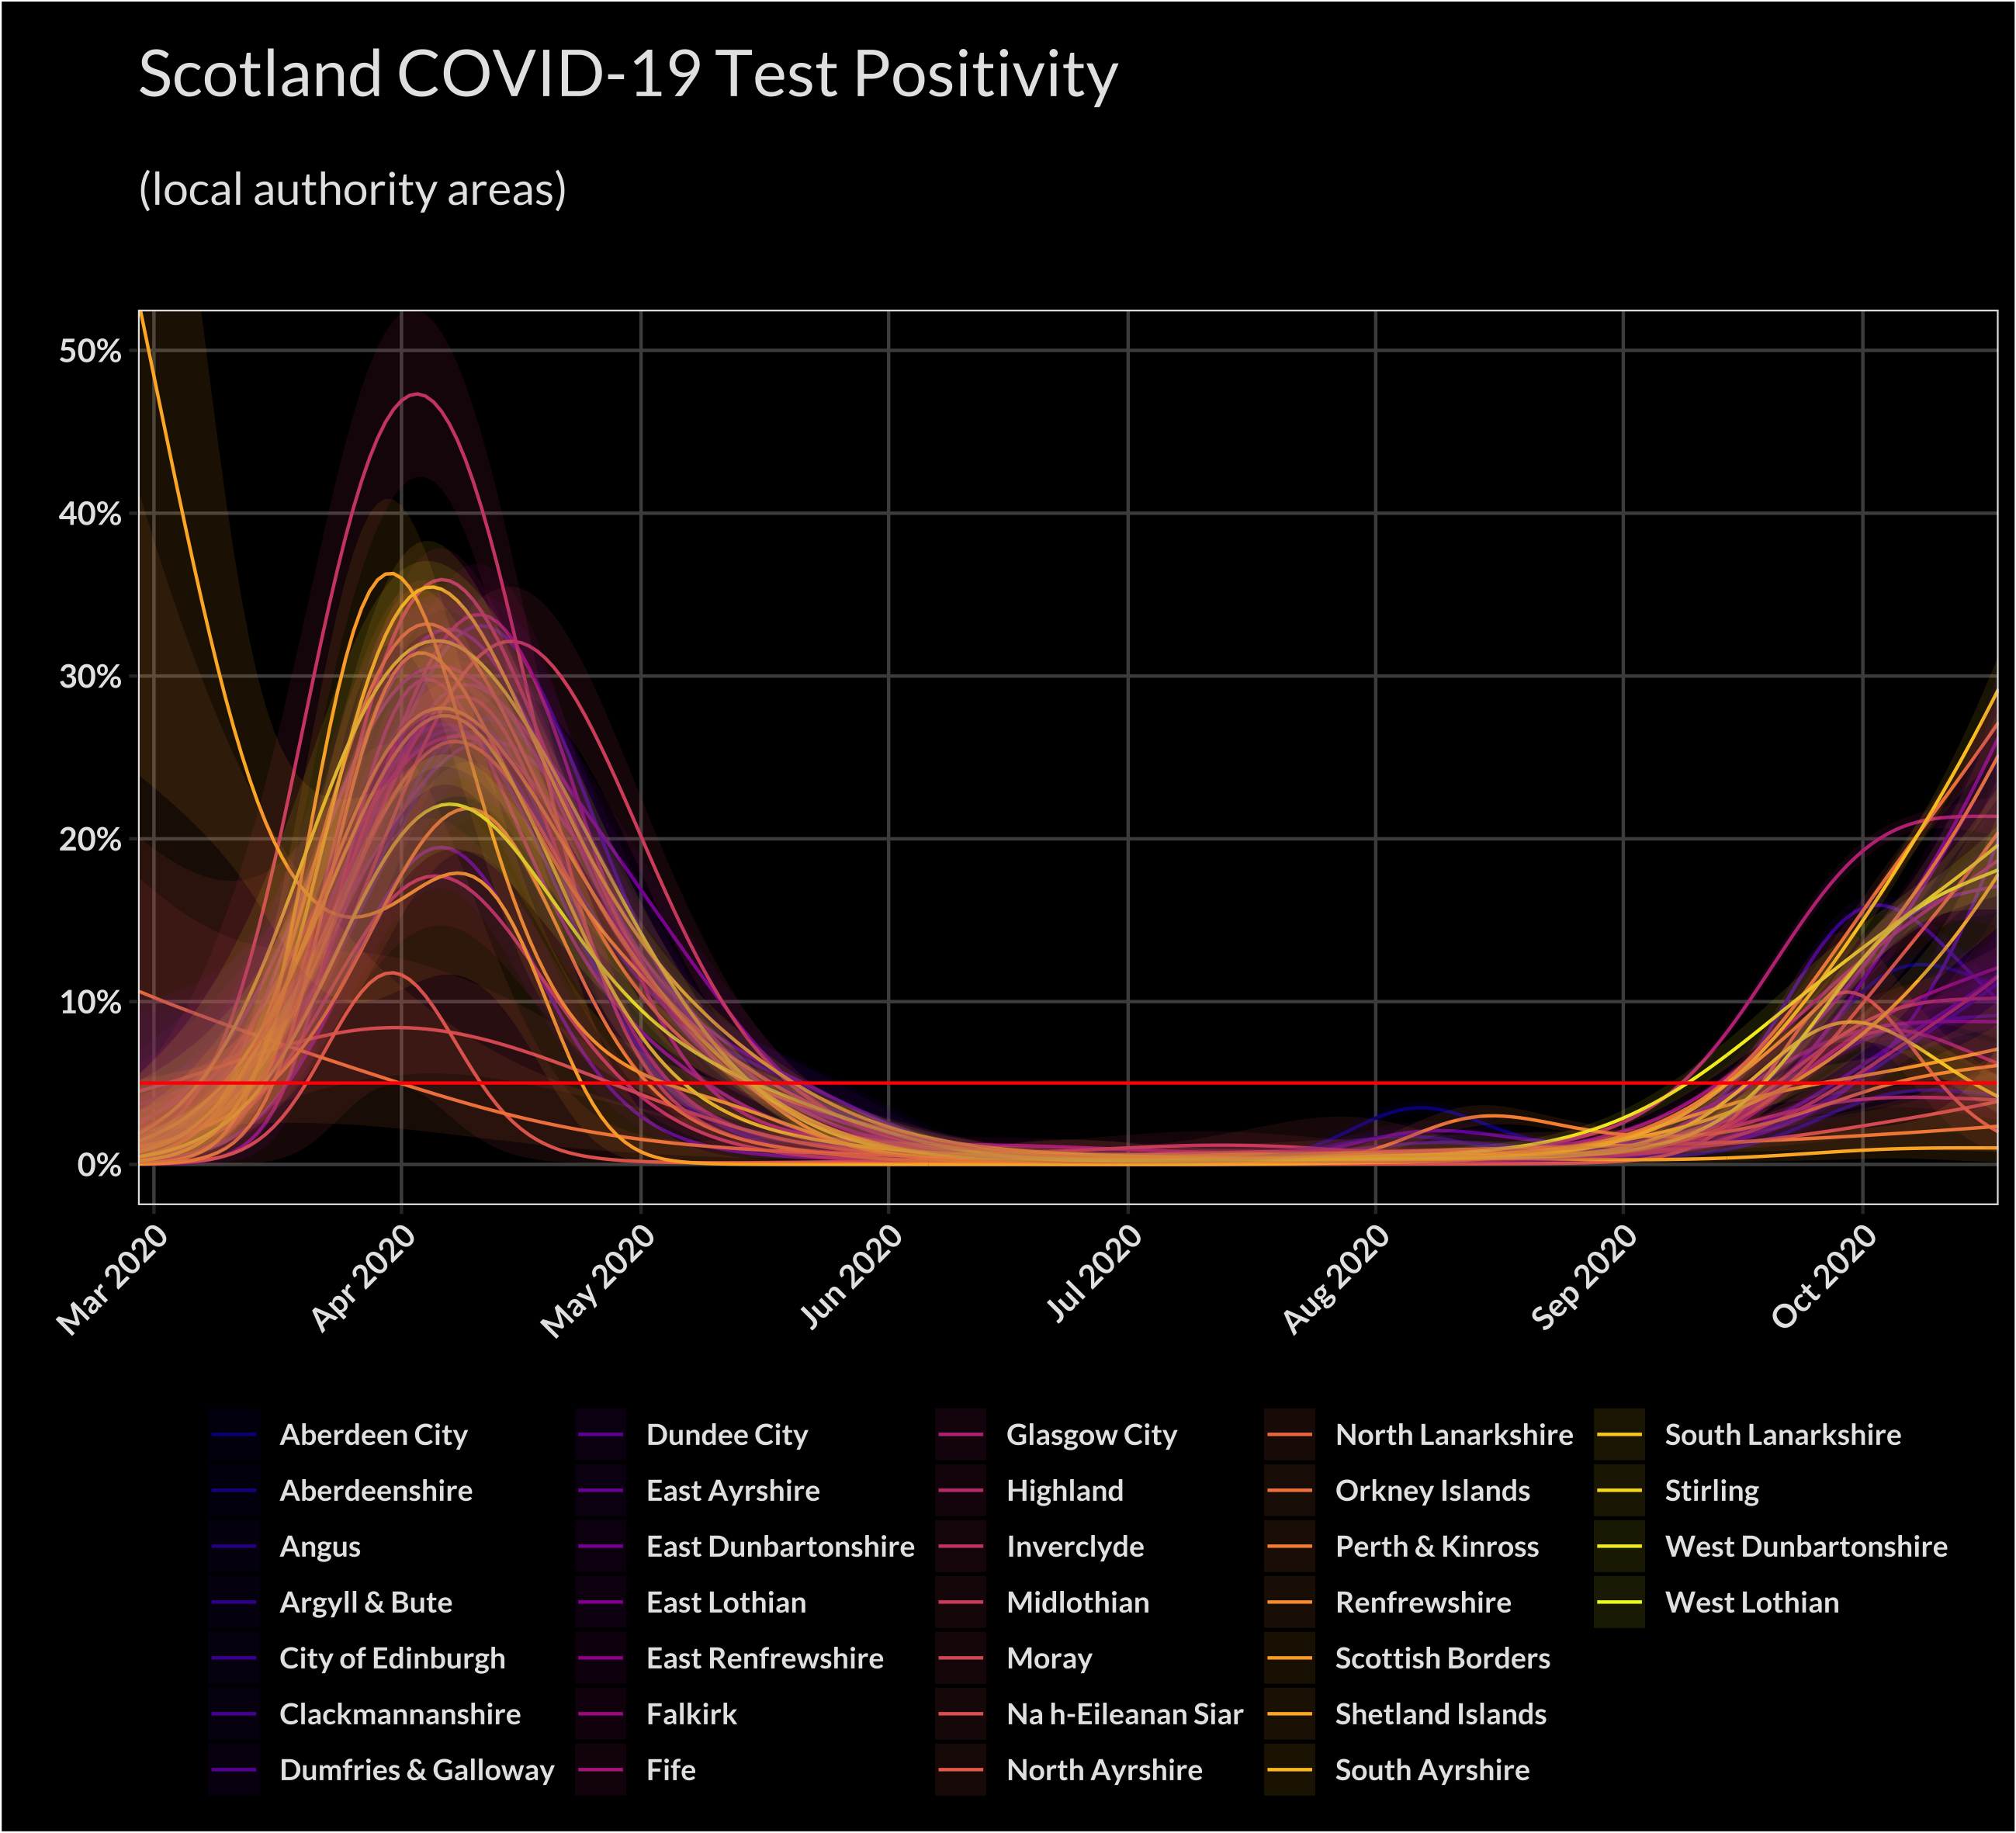 Scotland COVID-19 Test Positivity
(local authority areas)
50%
40%
30%
20%
10%
0%
Mar 2020
Apr 2020
May 2020
Jun 2020
Jul 2020
Aug 2020
Sep 2020
Oct 2020
Aberdeen City
Aberdeenshire
Angus
Argyll & Bute
City of Edinburgh
Clackmannanshire
Dumfries & Galloway
Dundee City
East Ayrshire
East Dunbartonshire
East Lothian
East Renfrewshire
Falkirk
Fife
Glasgow City
Highland
Inverclyde
Midlothian
Moray
Na h-Eileanan Siar
North Ayrshire
North Lanarkshire
Orkney Islands
Perth & Kinross
Renfrewshire
Scottish Borders
Shetland Islands
South Ayrshire
South Lanarkshire
Stirling
West Dunbartonshire
West Lothian